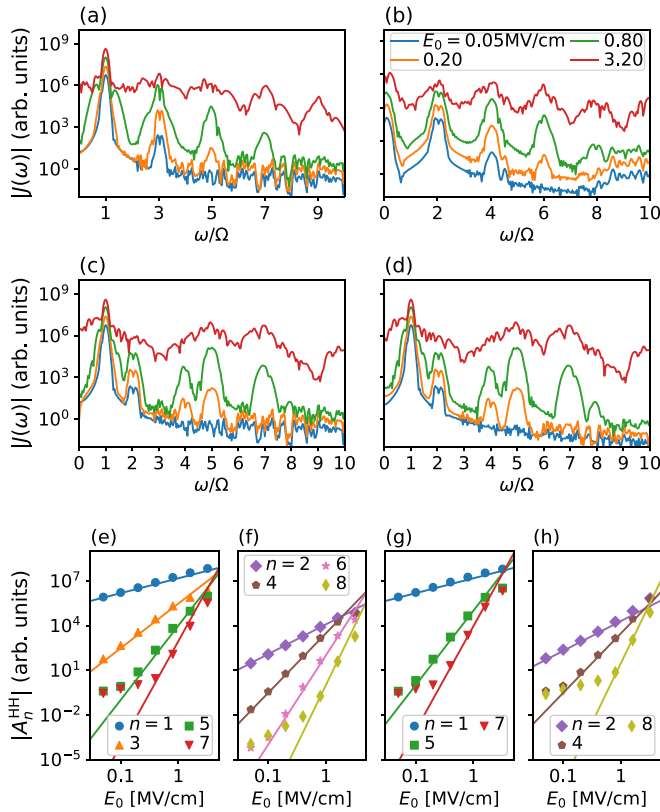 (a) (b)
E₀ = 0.05MV/cm 0.80
0.20 3.20
10⁹
10⁶
10³
10⁰
|J(ω)| (arb. units)
1 3 5 7 9
ω/Ω
0 2 4 6 8 10
ω/Ω
(c) (d)
10⁹
10⁶
10³
10⁰
|J(ω)| (arb. units)
0 1 2 3 4 5 6 7 8 9 10
ω/Ω
0 1 2 3 4 5 6 7 8 9 10
ω/Ω
(e) (f) (g) (h)
10⁷
10⁴
10¹
10⁻²
10⁻⁵
|Aₙᴴᴴ| (arb. units)
n = 1 5
3 7
n = 2 6
4 8
n = 1 7
5
n = 2 8
4
0.1 1
E₀ [MV/cm]
0.1 1
E₀ [MV/cm]
0.1 1
E₀ [MV/cm]
0.1 1
E₀ [MV/cm]